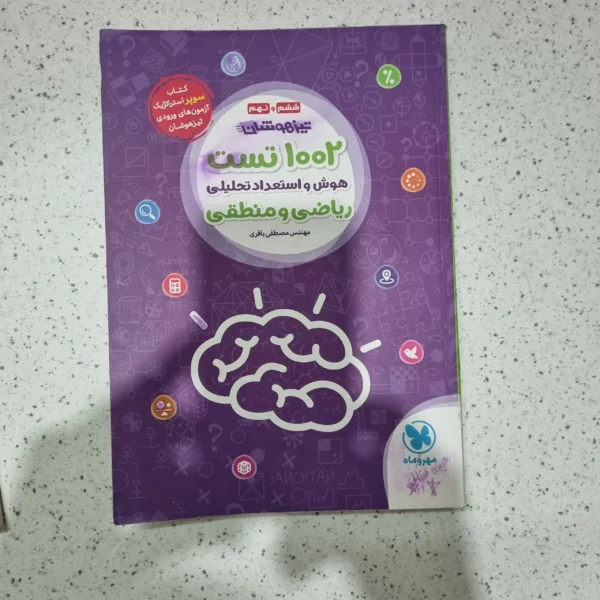 کتاب
سوپر استراتژیک
آزمون‌های ورودی
تیزهوشان
ششم و نهم
تیزهوشان
۱۰۰۲ تست
هوش و استعداد تحلیلی
ریاضی و منطقی
مهندس مصطفی باقری
NATIONAL
مهروماه